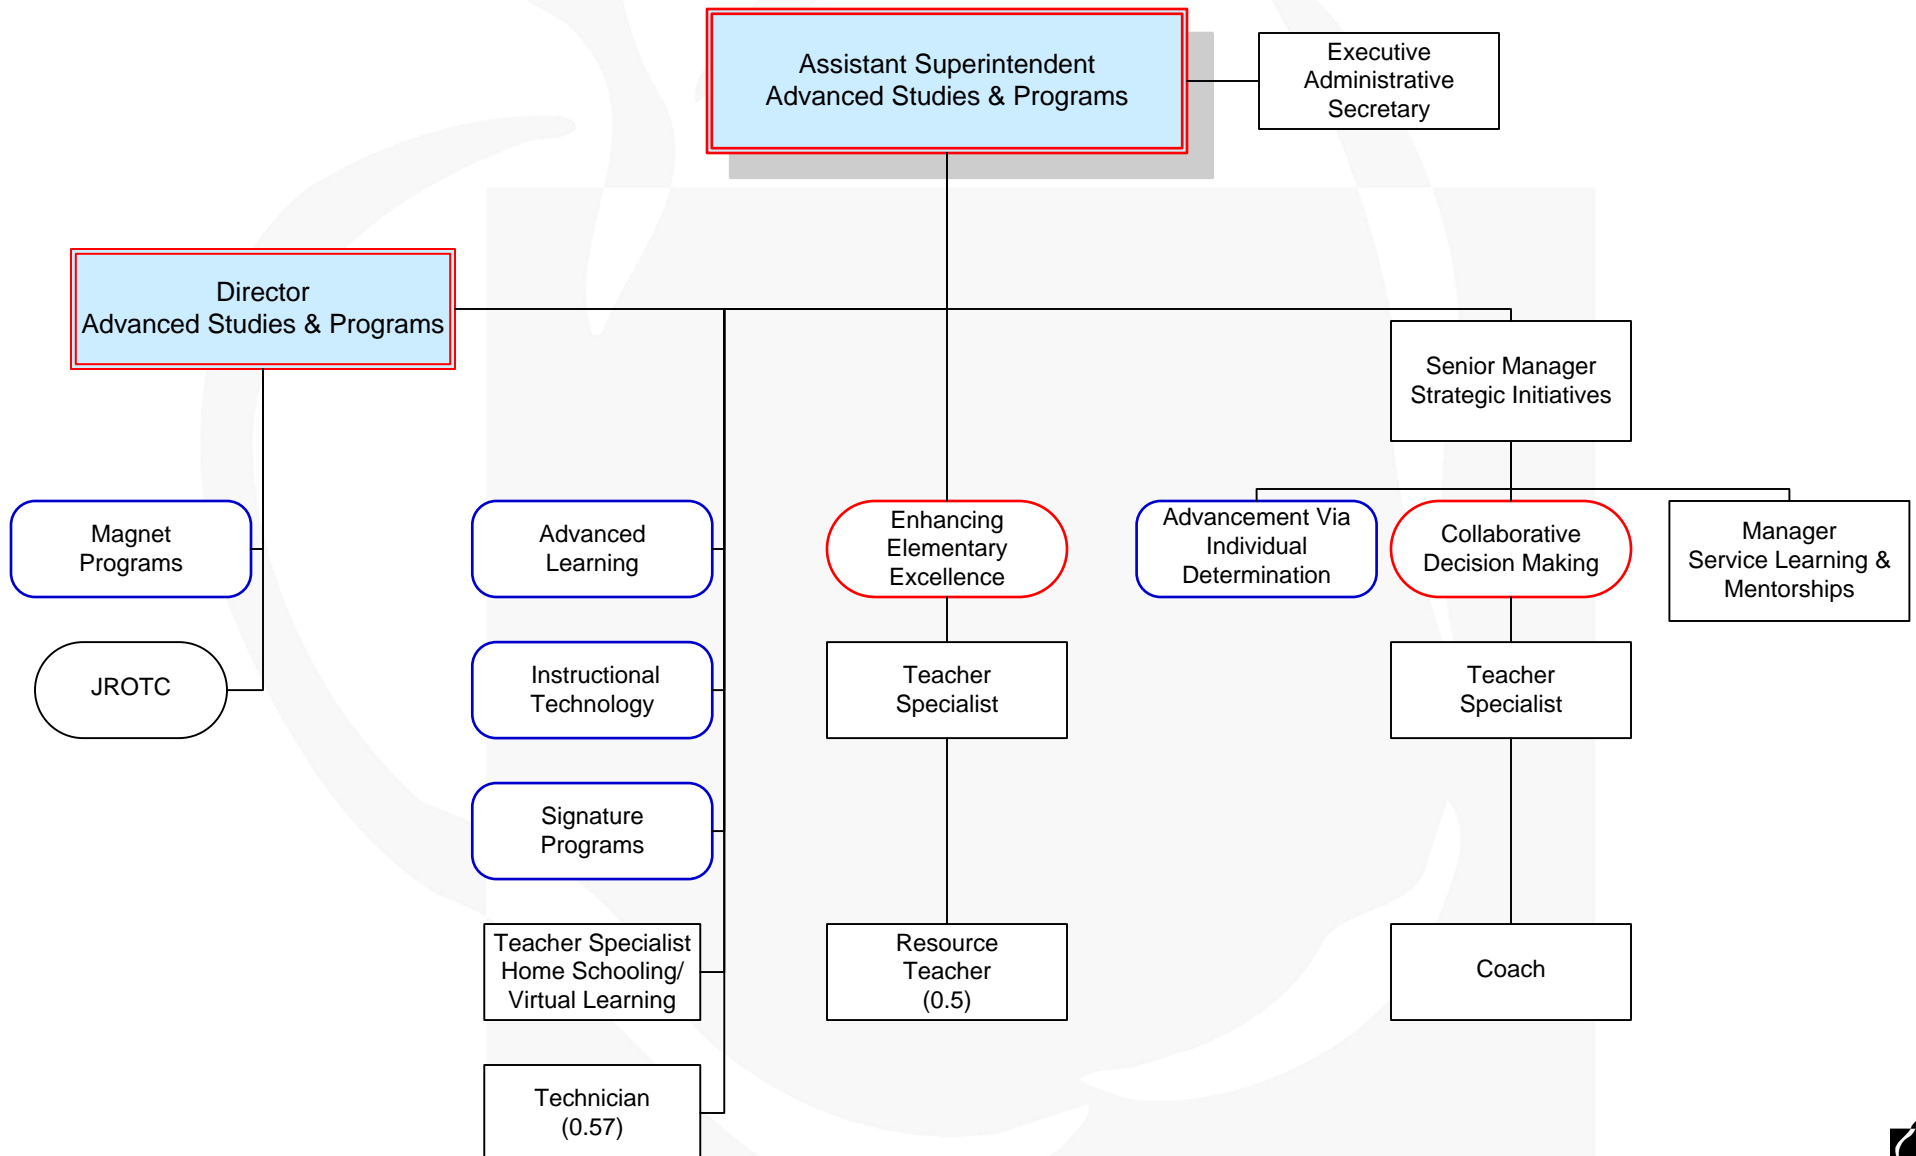 Assistant Superintendent
Advanced Studies & Programs
Executive
Administrative
Secretary
Director
Advanced Studies & Programs
Senior Manager
Strategic Initiatives
Magnet
Programs
Advanced
Learning
Enhancing
Elementary
Excellence
Advancement Via
Individual
Determination
Collaborative
Decision Making
Manager
Service Learning &
Mentorships
JROTC
Instructional
Technology
Teacher
Specialist
Teacher
Specialist
Signature
Programs
Teacher Specialist
Home Schooling/
Virtual Learning
Resource
Teacher
(0.5)
Coach
Technician
(0.57)